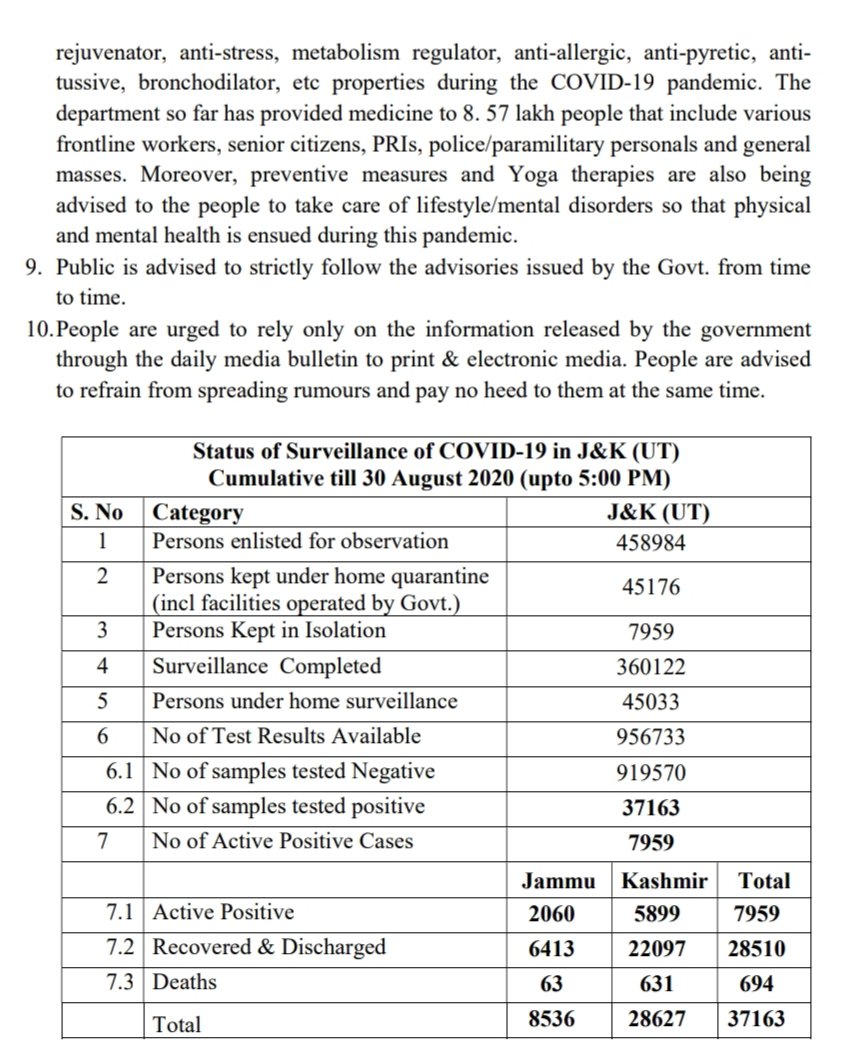 rejuvenator, anti-stress, metabolism regulator, anti-allergic, anti-pyretic, anti-
tussive, bronchodilator, etc properties during the COVID-19 pandemic. The
department so far has provided medicine to 8. 57 lakh people that include various
frontline workers, senior citizens, PRIs, police/paramilitary personals and general
masses. Moreover, preventive measures and Yoga therapies are also being
advised to the people to take care of lifestyle/mental disorders so that physical
and mental health is ensued during this pandemic.
9. Public is advised to strictly follow the advisories issued by the Govt. from time
to time.
10.People are urged to rely only on the information released by the government
through the daily media bulletin to print & electronic media. People are advised
to refrain from spreading rumours and pay no heed to them at the same time.
Status of Surveillance of COVID-19 in J&K (UT)
Cumulative till 30 August 2020 (upto 5:00 PM)
S. No Category J&K (UT)
1 Persons enlisted for observation 458984
2 Persons kept under home quarantine
(incl facilities operated by Govt.) 45176
3 Persons Kept in Isolation 7959
4 Surveillance Completed 360122
5 Persons under home surveillance 45033
6 No of Test Results Available 956733
6.1 No of samples tested Negative 919570
6.2 No of samples tested positive 37163
7 No of Active Positive Cases 7959
Jammu Kashmir Total
7.1 Active Positive 2060 5899 7959
7.2 Recovered & Discharged 6413 22097 28510
7.3 Deaths 63 631 694
Total 8536 28627 37163